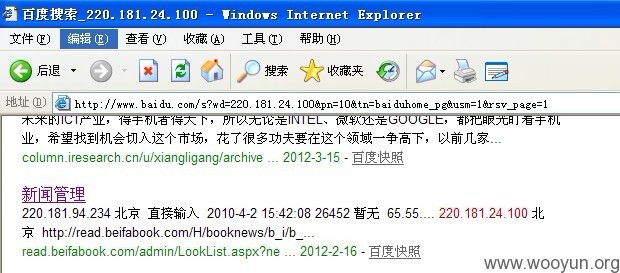 百度搜索_220.181.24.100 - Windows Internet Explorer
文件(F) 编辑(E) 查看(V) 收藏(A) 工具(T) 帮助(H)
后退 搜索 收藏夹
地址(D) http://www.baidu.com/s?wd=220.181.24.100&pn=10&tn=baiduhome_pg&usm=1&rsv_page=1
未来的ICT产业，得手机者得天下，所以无论是INTEL、微软还是GOOGLE，都把眼光盯着手机
业，希望找到机会切入这个市场，花了很多功夫要在这个领域一争高下，以前几家...
column.iresearch.cn/u/xiangligang/archive ... 2012-3-15 - 百度快照
新闻管理
220.181.94.234 北京 直接输入 2010-4-2 15:42:08 26452 暂无 65.55.... 220.181.24.100 北
京 http://read.beifabook.com/H/booknews/b_i/b_...
read.beifabook.com/admin/LookList.aspx?ne ... 2012-2-16 - 百度快照
www.wooyun.org